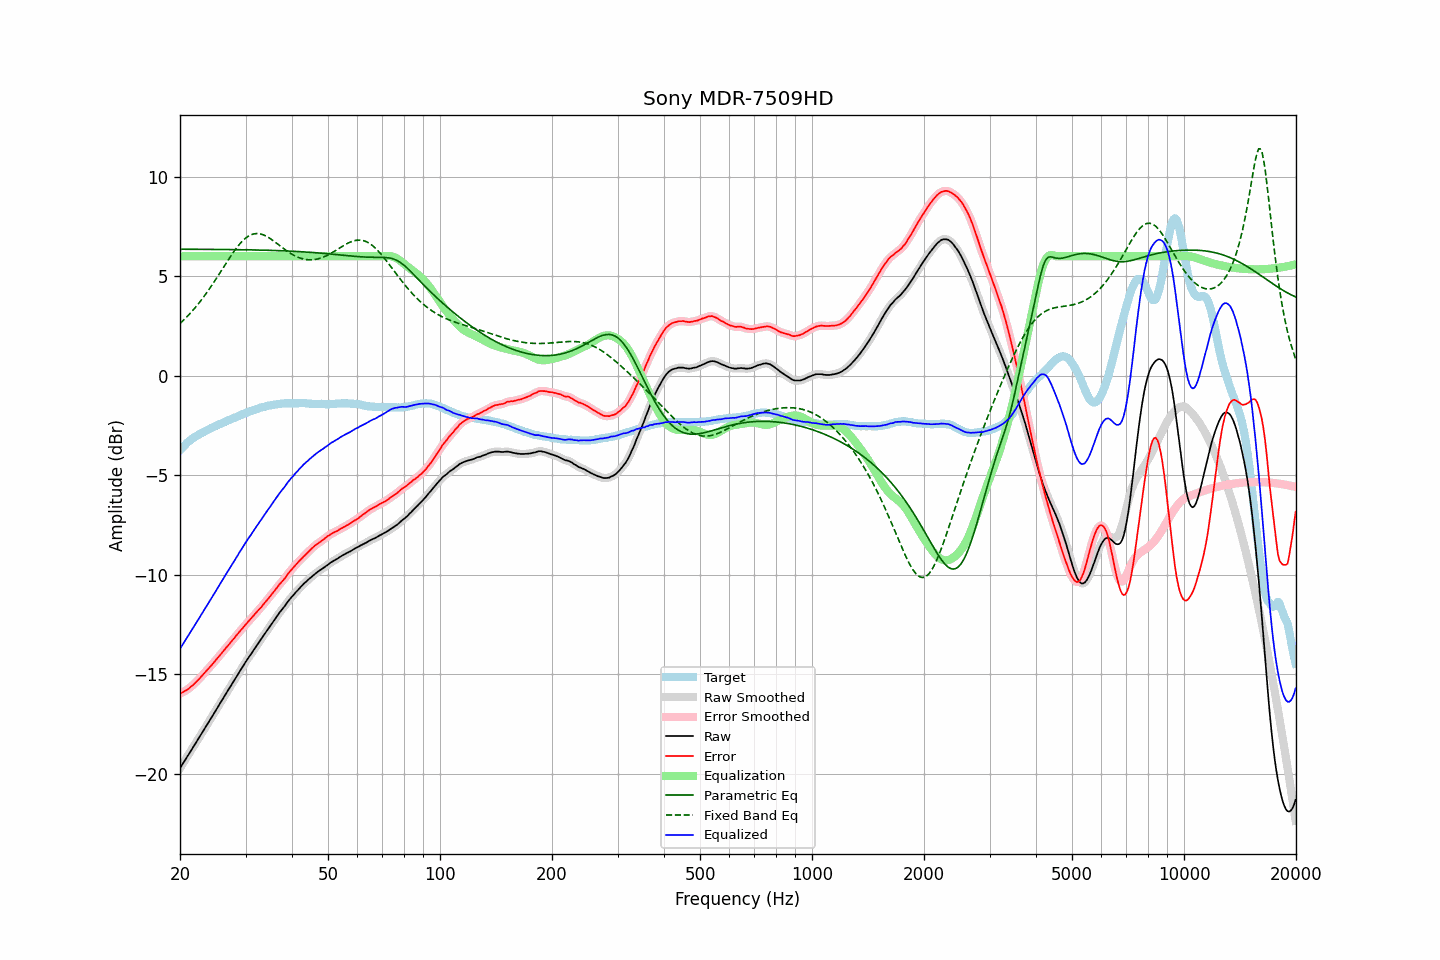 Sony MDR-7509HD
Amplitude (dBr)
10
5
0
−5
−10
−15
−20
Target
Raw Smoothed
Error Smoothed
Raw
Error
Equalization
Parametric Eq
Fixed Band Eq
Equalized
20 50 100 200 500 1000 2000 5000 10000 20000
Frequency (Hz)